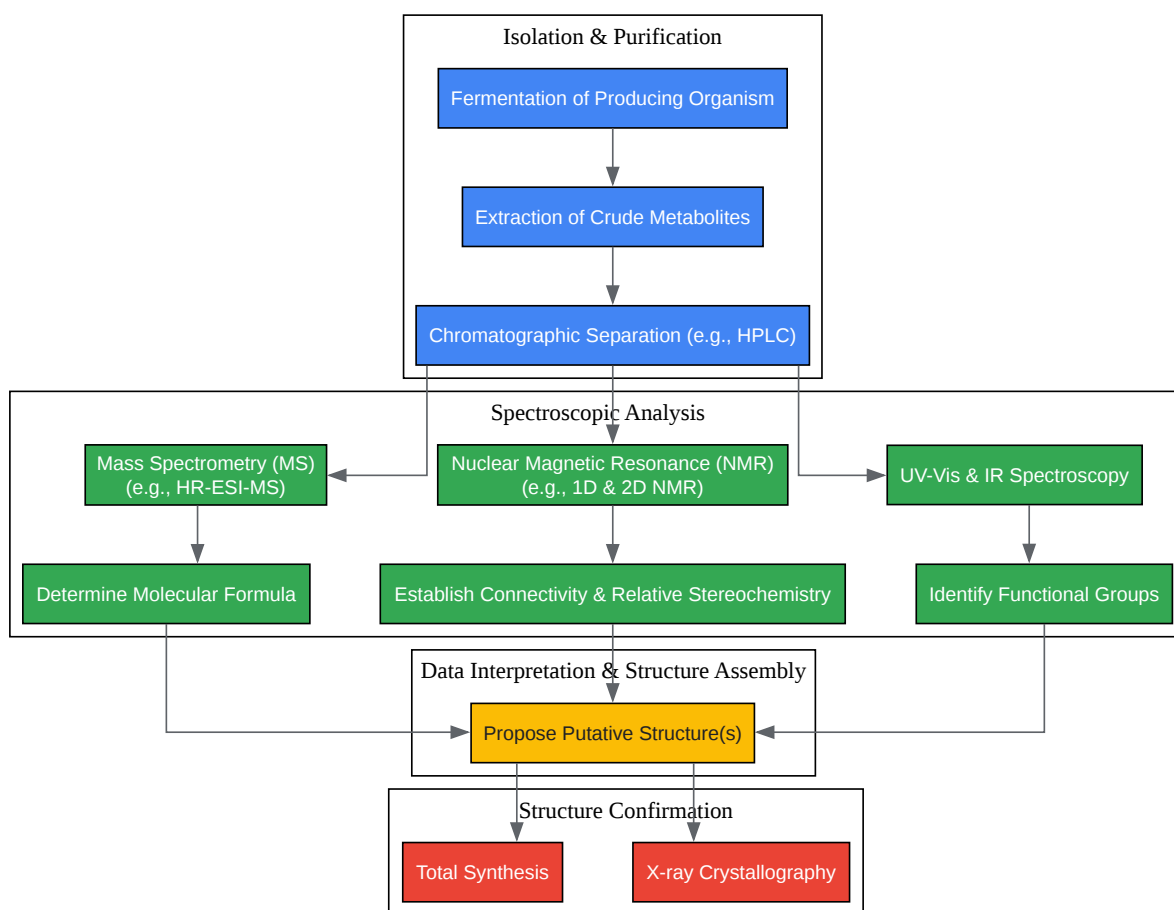 Isolation & Purification
Fermentation of Producing Organism
Extraction of Crude Metabolites
Chromatographic Separation (e.g., HPLC)
Spectroscopic Analysis
Mass Spectrometry (MS)
(e.g., HR-ESI-MS)
Nuclear Magnetic Resonance (NMR)
(e.g., 1D & 2D NMR)
UV-Vis & IR Spectroscopy
Determine Molecular Formula
Establish Connectivity & Relative Stereochemistry
Identify Functional Groups
Data Interpretation & Structure Assembly
Propose Putative Structure(s)
Structure Confirmation
Total Synthesis
X-ray Crystallography